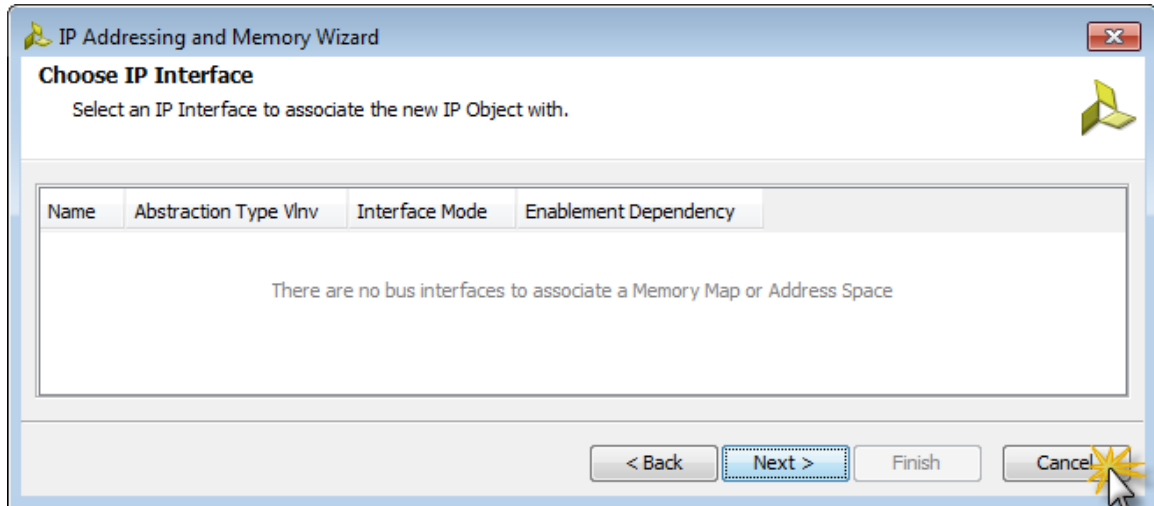 IP Addressing and Memory Wizard
Choose IP Interface
Select an IP Interface to associate the new IP Object with.
Name Abstraction Type Vlnv Interface Mode Enablement Dependency
There are no bus interfaces to associate a Memory Map or Address Space
< Back Next > Finish Cancel